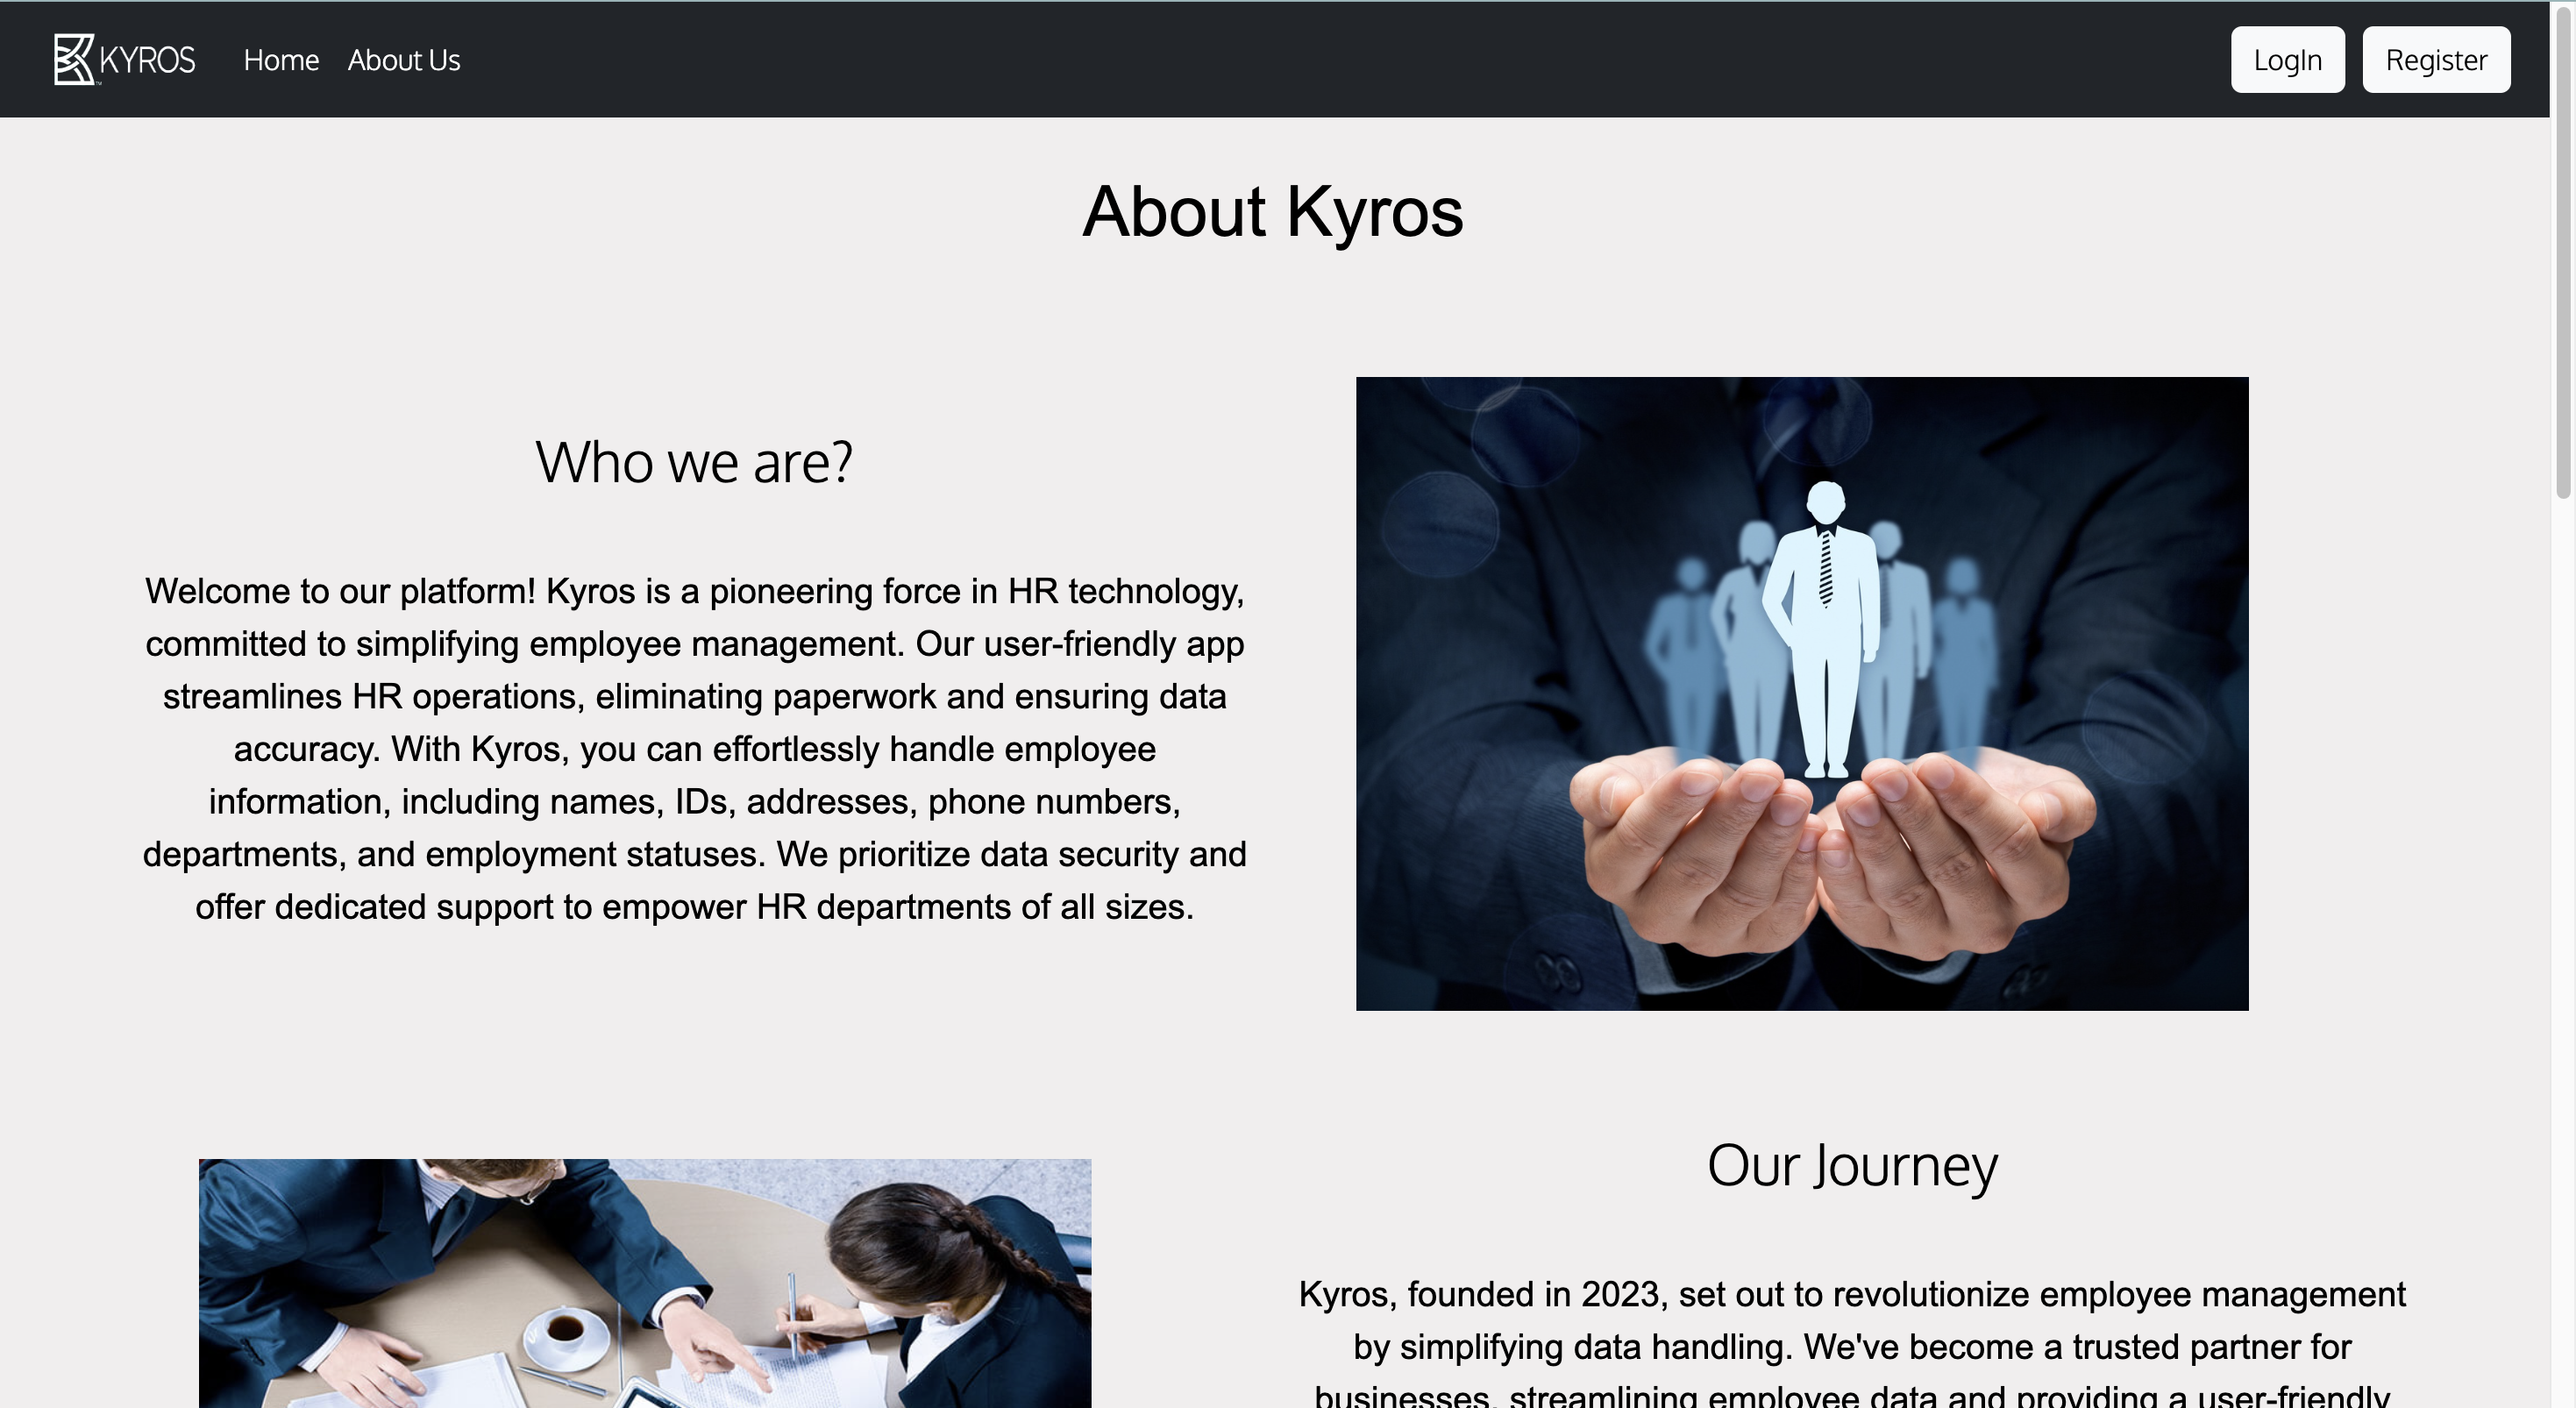 KYROS
Home
About Us
LogIn
Register
About Kyros
Who we are?
Welcome to our platform! Kyros is a pioneering force in HR technology,
committed to simplifying employee management. Our user-friendly app
streamlines HR operations, eliminating paperwork and ensuring data
accuracy. With Kyros, you can effortlessly handle employee
information, including names, IDs, addresses, phone numbers,
departments, and employment statuses. We prioritize data security and
offer dedicated support to empower HR departments of all sizes.
Our Journey
Kyros, founded in 2023, set out to revolutionize employee management
by simplifying data handling. We've become a trusted partner for
businesses, streamlining employee data and providing a user-friendly